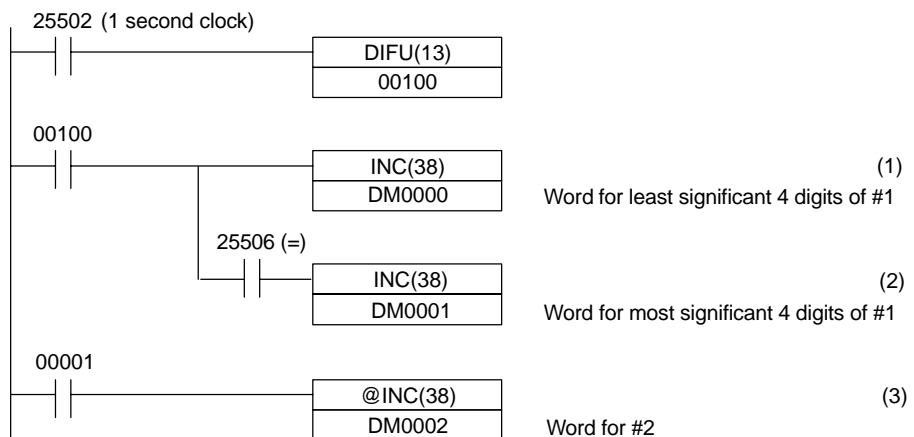 25502 (1 second clock)
DIFU(13)
00100
00100
INC(38) (1)
DM0000 Word for least significant 4 digits of #1
25506 (=)
INC(38) (2)
DM0001 Word for most significant 4 digits of #1
00001
@INC(38) (3)
DM0002 Word for #2